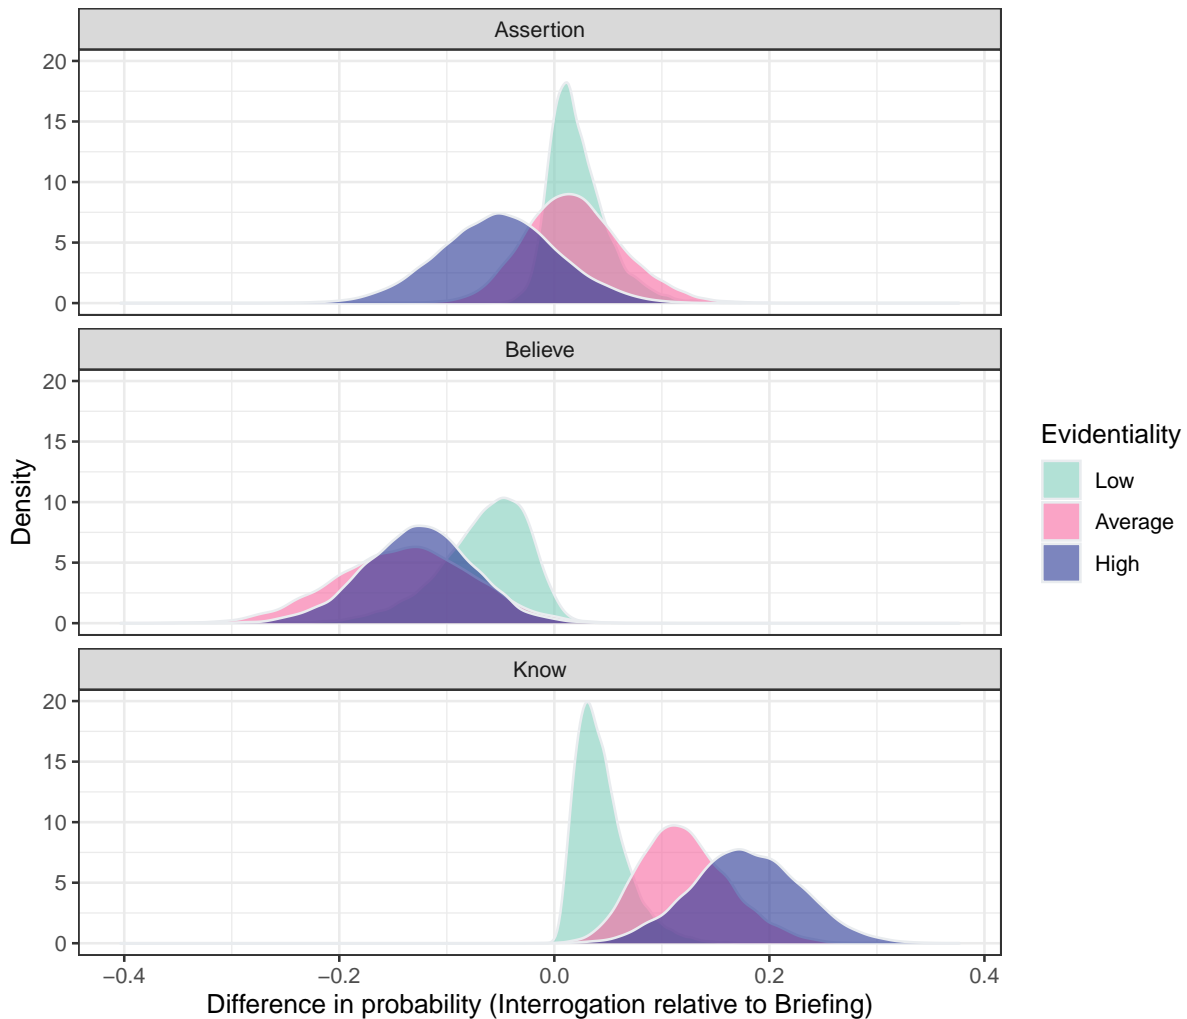 Assertion
20
15
10
5
0
Believe
20
15
10
5
0
Know
20
15
10
5
0
−0.4 −0.2 0.0 0.2 0.4
Difference in probability (Interrogation relative to Briefing)
Density
Evidentiality
Low
Average
High